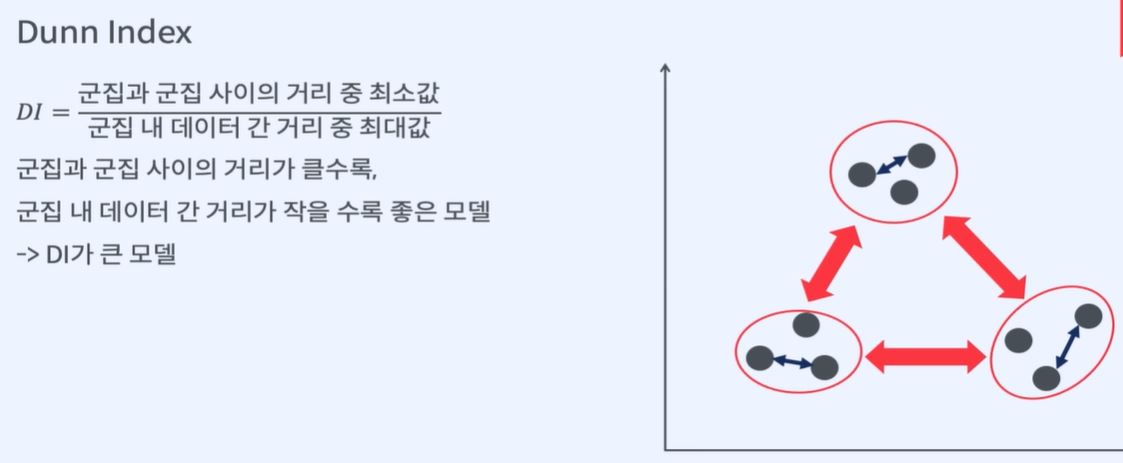 Dunn Index
DI = 군집과 군집 사이의 거리 중 최소값
군집 내 데이터 간 거리 중 최대값
군집과 군집 사이의 거리가 클수록,
군집 내 데이터 간 거리가 작을 수록 좋은 모델
-> DI가 큰 모델